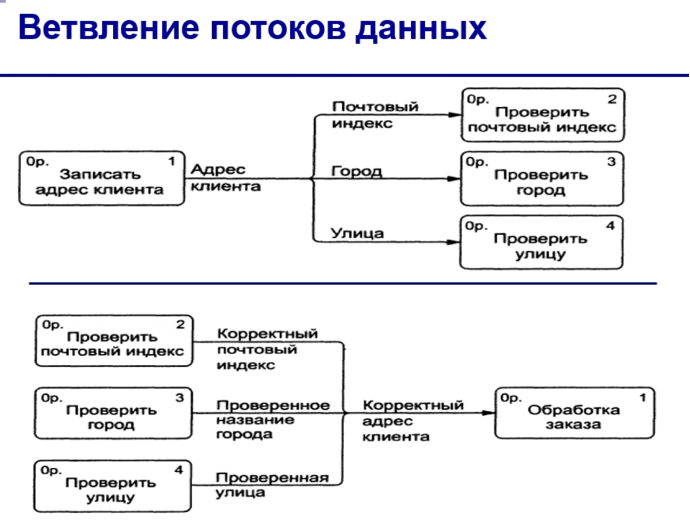 Ветвление потоков данных
0р. 1
Записать
адрес клиента
Адрес
клиента
Почтовый
индекс
0р. 2
Проверить
почтовый индекс
Город
0р. 3
Проверить
город
Улица
0р. 4
Проверить
улицу
0р. 2
Проверить
почтовый индекс
Корректный
почтовый
индекс
0р. 3
Проверить
город
Проверенное
название
города
Корректный
адрес
клиента
0р. 1
Обработка
заказа
0р. 4
Проверить
улицу
Проверенная
улица